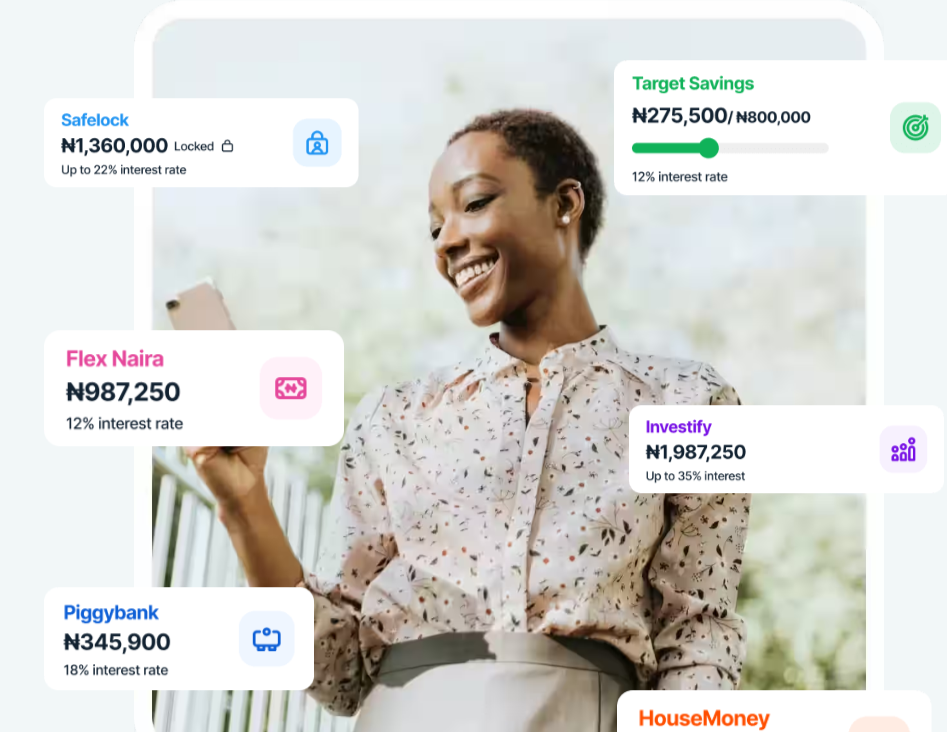 Safelock
₦1,360,000 Locked
Up to 22% interest rate
Target Savings
₦275,500/ ₦800,000
12% interest rate
Flex Naira
₦987,250
12% interest rate
Investify
₦1,987,250
Up to 35% interest
Piggybank
₦345,900
18% interest rate
HouseMoney